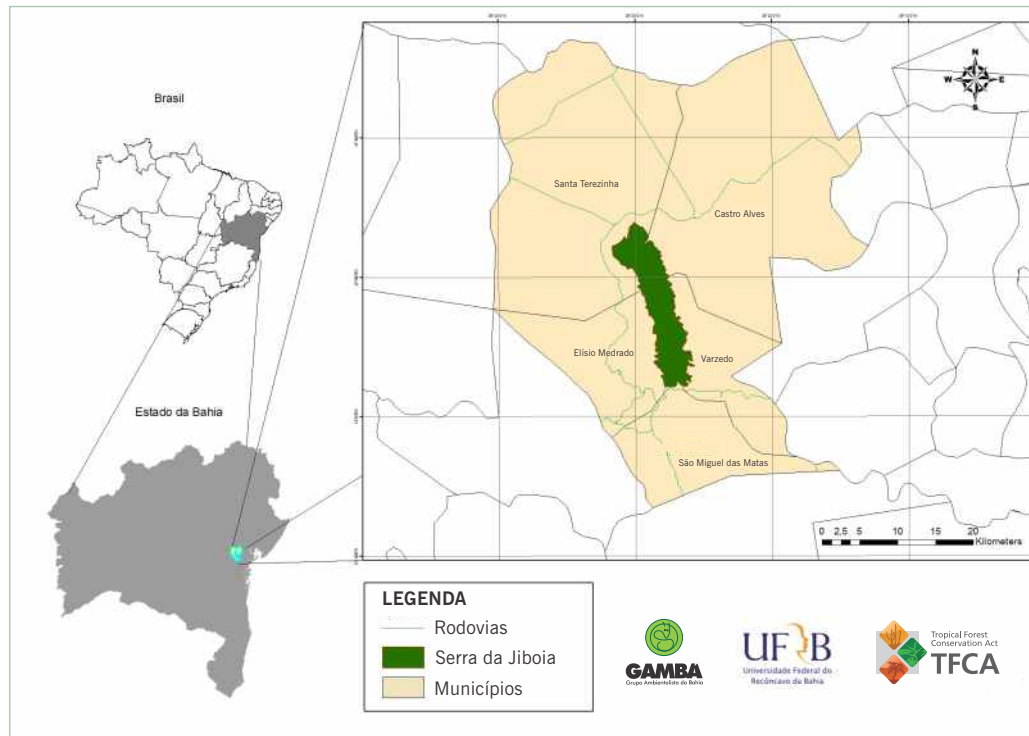 Brasil
Estado da Bahia
N
W E
S
Santa Terezinha
Castro Alves
Elísio Medrado
Varzedo
São Miguel das Matas
0 2,5 5 10 15 20
Kilometers
LEGENDA
Rodovias
Serra da Jiboia
Municípios
GAMBA
Grupo Ambientalista da Bahia
UFRB
Universidade Federal do
Recôncavo da Bahia
Tropical Forest
Conservation Act
TFCA